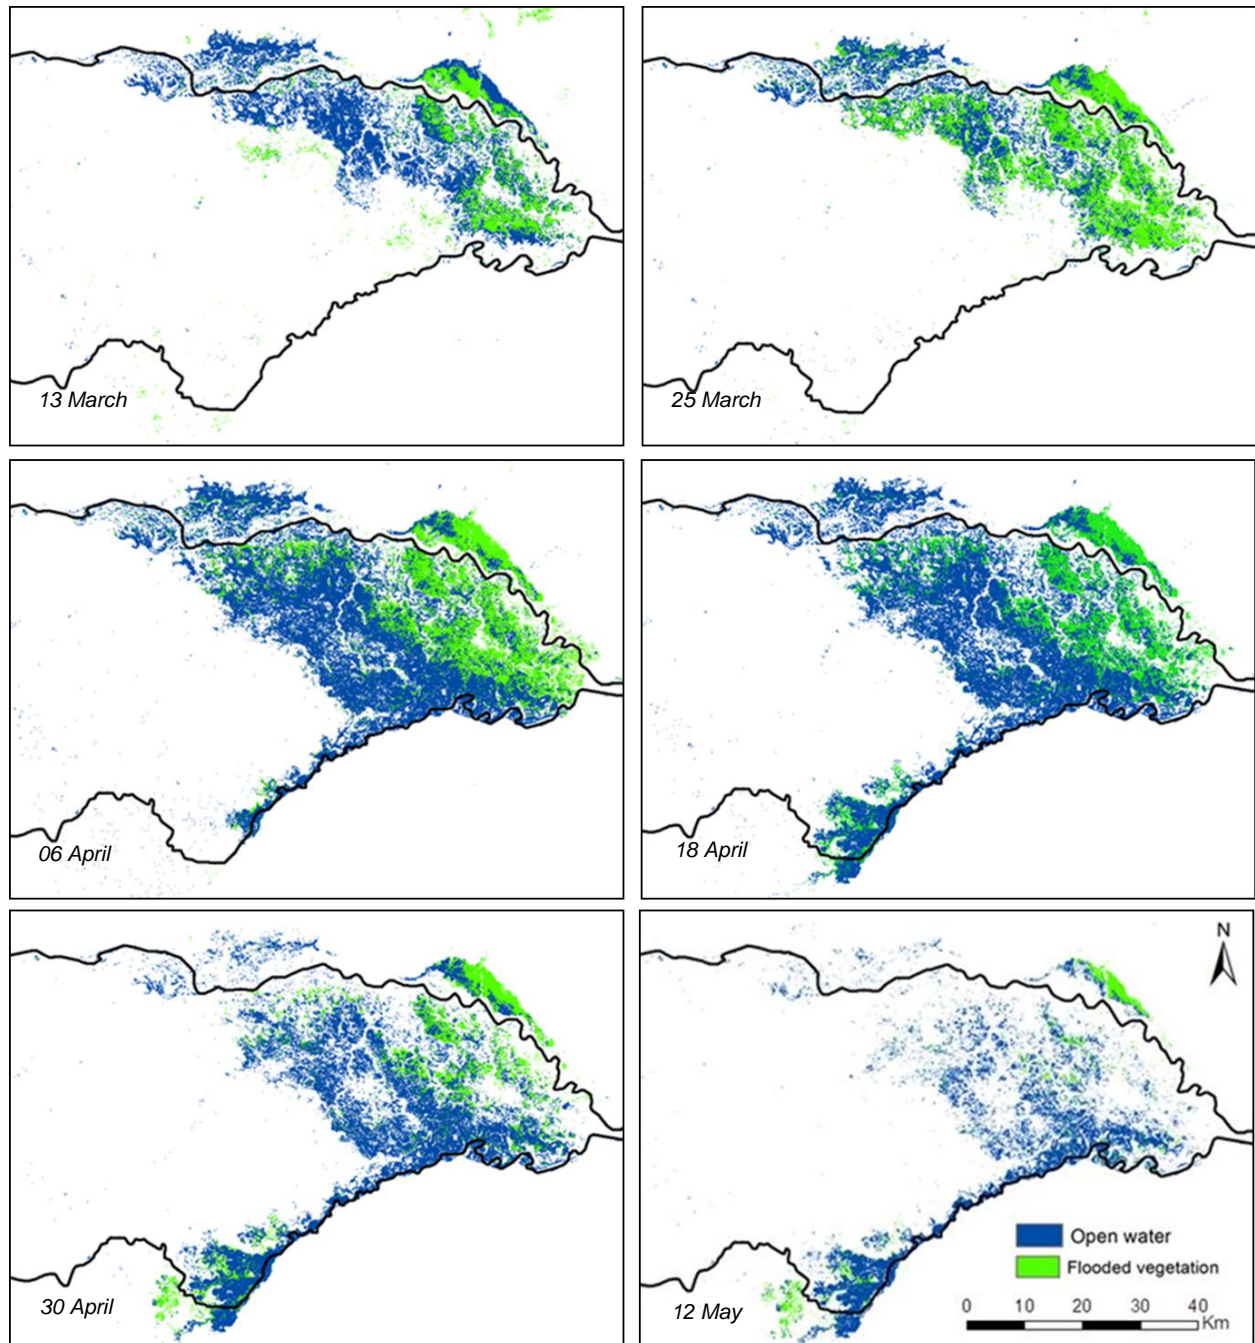 13 March
25 March
06 April
18 April
30 April
12 May
N
Open water
Flooded vegetation
0 10 20 30 40
Km